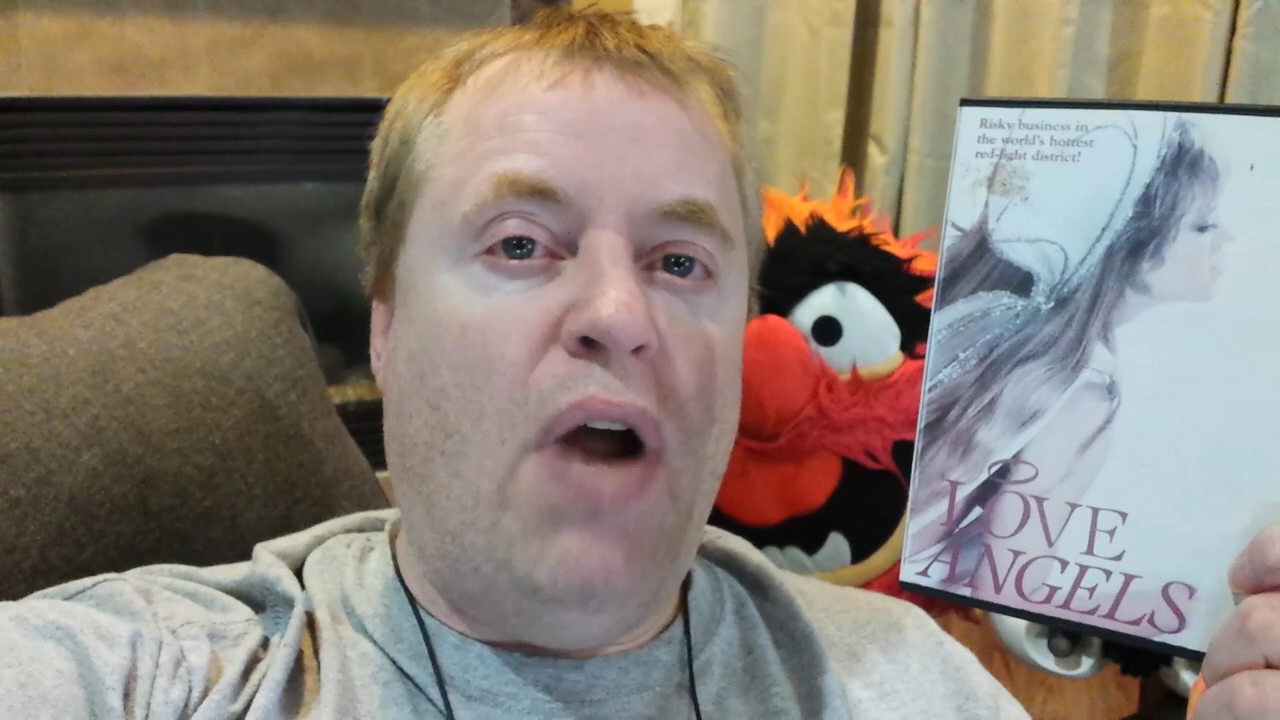 Risky business in
the world's hottest
red-light district!
LOVE
ANGELS